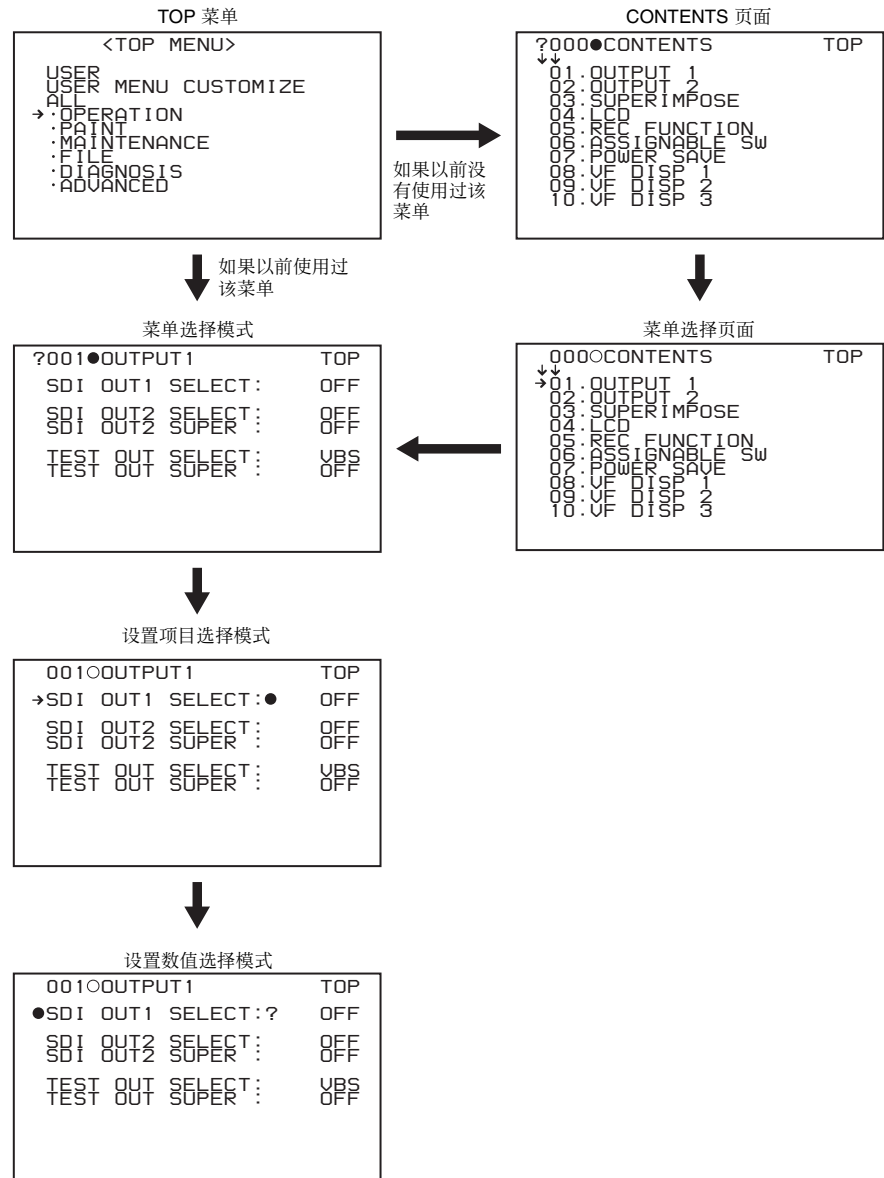 TOP 菜单
<TOP MENU>
USER
USER MENU CUSTOMIZE
ALL
→·OPERATION
·PAINT
·MAINTENANCE
·FILE
·DIAGNOSIS
·ADVANCED
如果以前没
有使用过该
菜单
CONTENTS 页面
?000●CONTENTS TOP
↓↓
01.OUTPUT 1
02.OUTPUT 2
03.SUPERIMPOSE
04.LCD
05.REC FUNCTION
06.ASSIGNABLE SW
07.POWER SAVE
08.VF DISP 1
09.VF DISP 2
10.VF DISP 3
如果以前使用过
该菜单
菜单选择模式
?001●OUTPUT1 TOP
SDI OUT1 SELECT: OFF
SDI OUT2 SELECT: OFF
SDI OUT2 SUPER : OFF
TEST OUT SELECT: VBS
TEST OUT SUPER : OFF
菜单选择页面
000○CONTENTS TOP
↓↓
→01.OUTPUT 1
02.OUTPUT 2
03.SUPERIMPOSE
04.LCD
05.REC FUNCTION
06.ASSIGNABLE SW
07.POWER SAVE
08.VF DISP 1
09.VF DISP 2
10.VF DISP 3
设置项目选择模式
001○OUTPUT1 TOP
→SDI OUT1 SELECT:● OFF
SDI OUT2 SELECT: OFF
SDI OUT2 SUPER : OFF
TEST OUT SELECT: VBS
TEST OUT SUPER : OFF
设置数值选择模式
001○OUTPUT1 TOP
●SDI OUT1 SELECT:? OFF
SDI OUT2 SELECT: OFF
SDI OUT2 SUPER : OFF
TEST OUT SELECT: VBS
TEST OUT SUPER : OFF